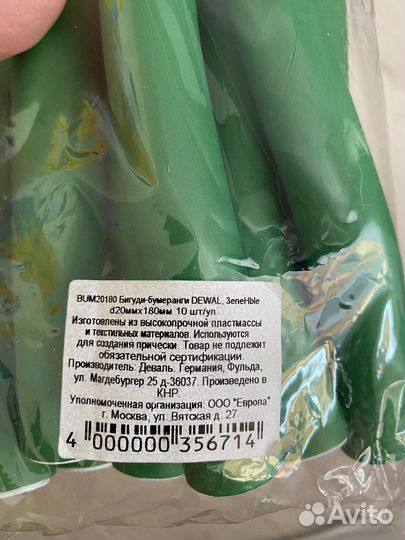 BUM20180 Бигуди-бумеранги DEWAL, ЗенеНbie
d20ммх180мм 10 шт/уп
Изготовлены из высокопрочной пластмассы
и текстильных материалов. Используются
для создания прически. Товар не подлежит
обязательной сертификации.
Производитель: Деваль. Германия, Фульда,
ул. Магдебургер 25 д-36037. Произведено в
КНР.
Уполномоченная организация: ООО "Европа"
г. Москва, ул. Вятская д. 27
4 000000 356714
Avito